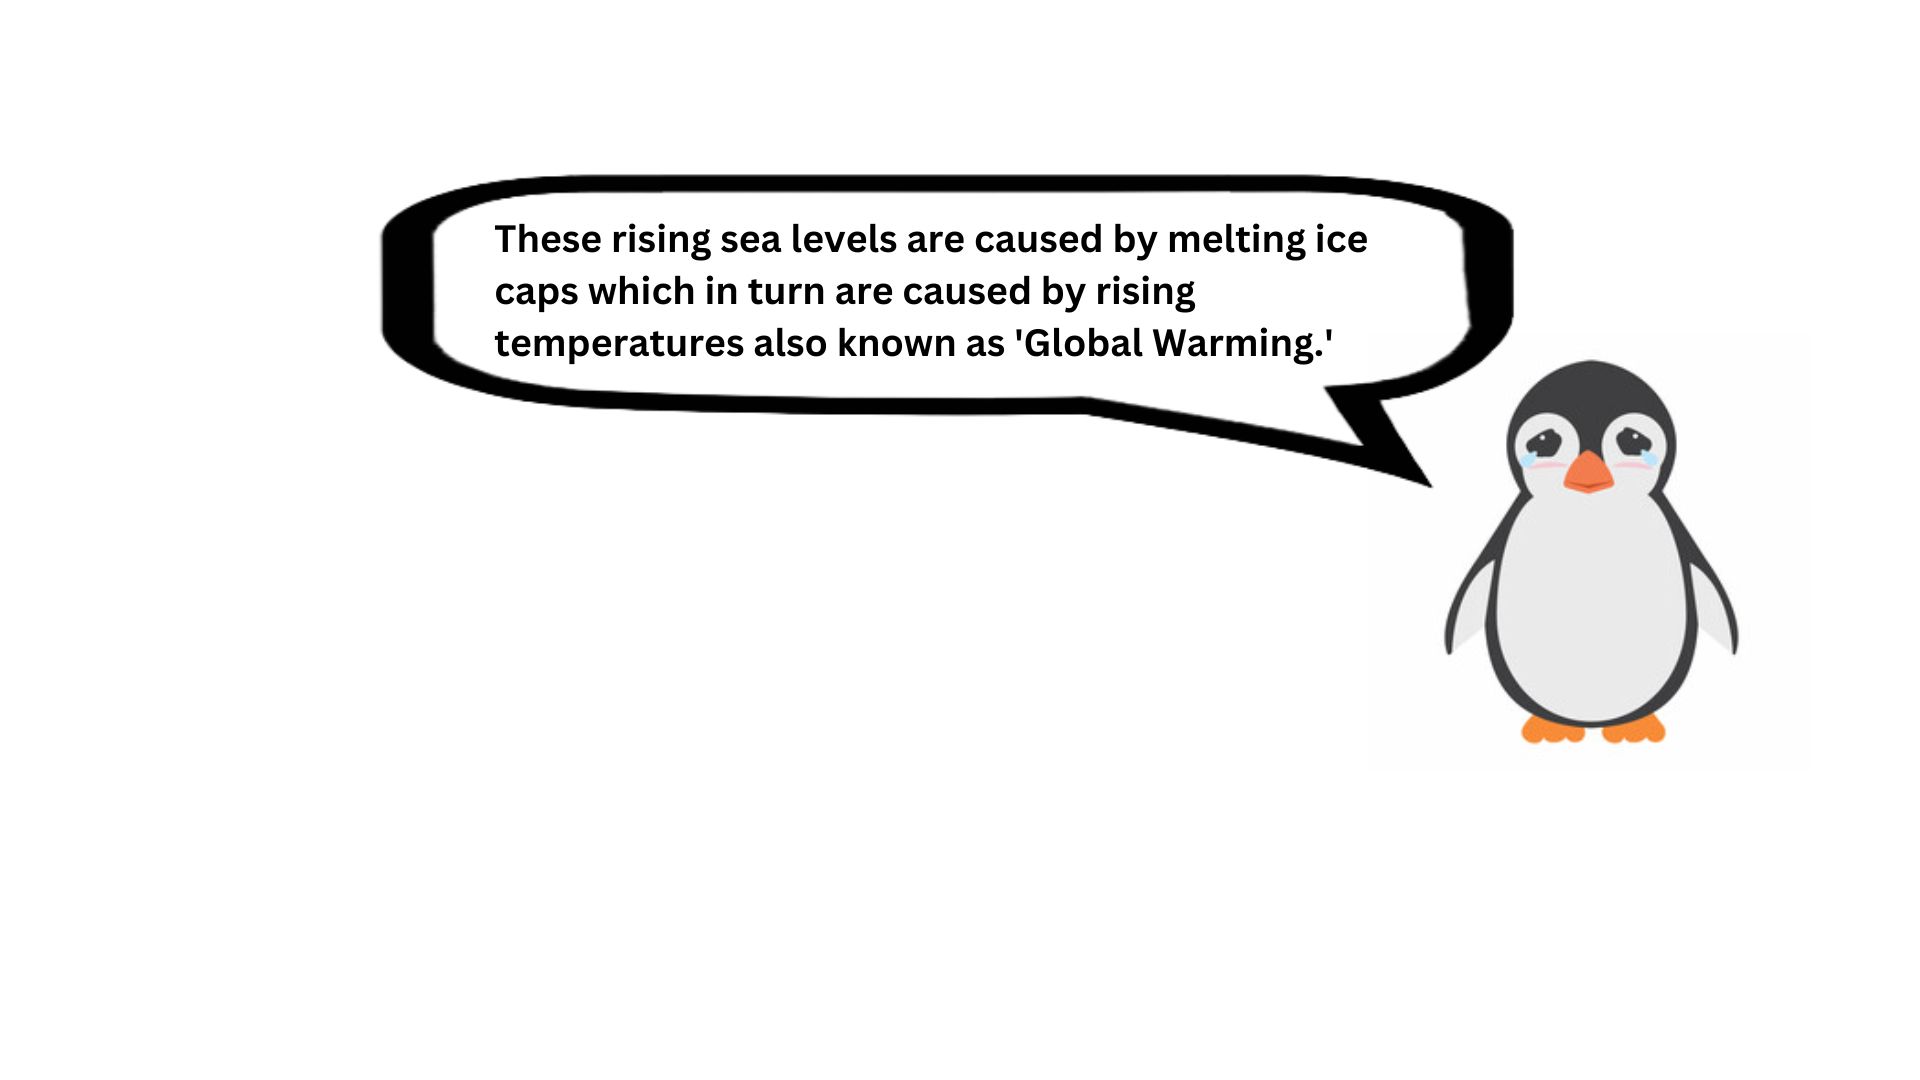 These rising sea levels are caused by melting ice
caps which in turn are caused by rising
temperatures also known as 'Global Warming.'